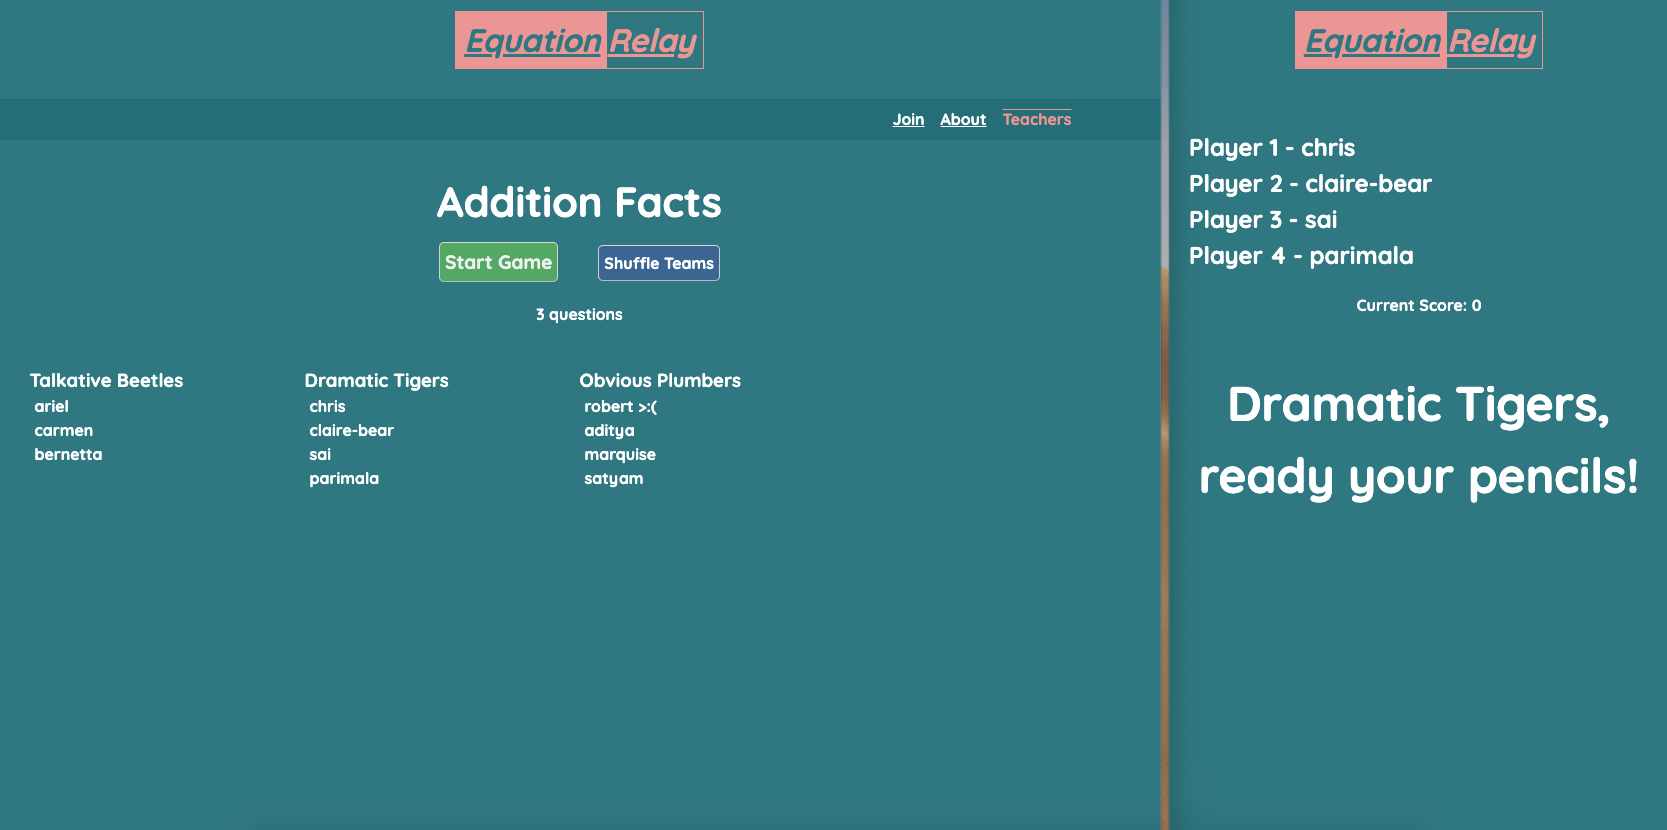 Equation Relay
Join About Teachers
Addition Facts
Start Game Shuffle Teams
3 questions
Talkative Beetles
ariel
carmen
bernetta
Dramatic Tigers
chris
claire-bear
sai
parimala
Obvious Plumbers
robert >:(
aditya
marquise
satyam
Equation Relay
Player 1 - chris
Player 2 - claire-bear
Player 3 - sai
Player 4 - parimala
Current Score: 0
Dramatic Tigers,
ready your pencils!